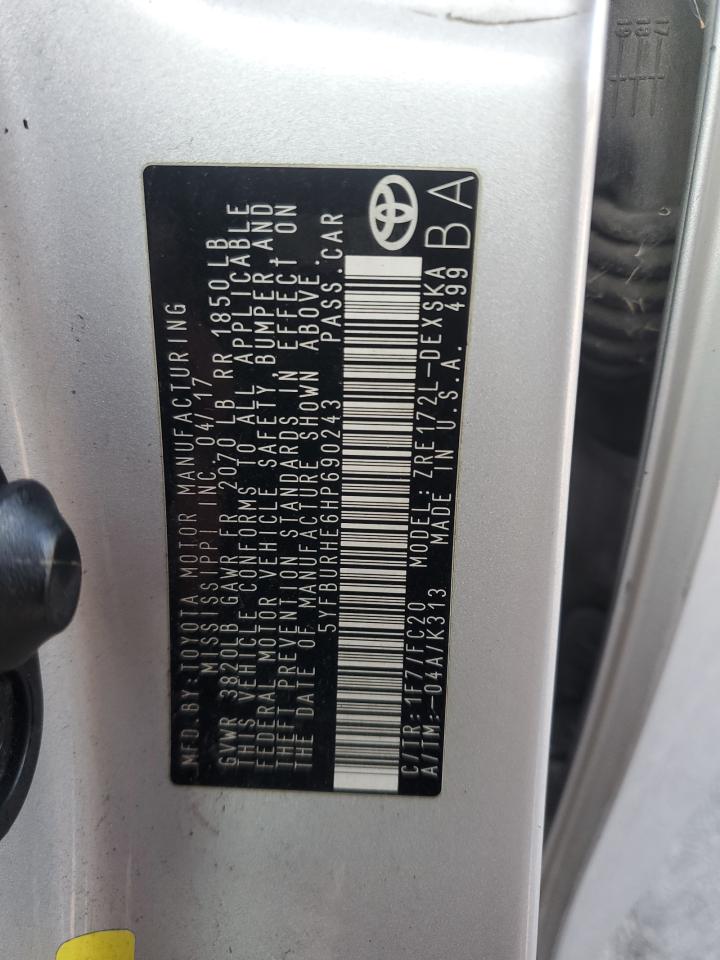 MFD.BY:TOYOTA MOTOR MANUFACTURING
MISSISSIPPI INC. 04/17
GVWR 3820LB GAWR FR 2070 LB RR 1850LB
THIS VEHICLE CONFORMS TO ALL APPLICABLE
FEDERAL MOTOR VEHICLE SAFETY, BUMPER AND
THEFT PREVENTION STANDARDS IN EFFECT ON
THE DATE OF MANUFACTURE SHOWN ABOVE.
5YFBURHE6HP690243 PASS.CAR
C/TR:1F7/FC20 MODEL:ZRE172L-DEXSKA
A/TM:-04A/K313 MADE IN U.S.A. 499
BA
17
18
19